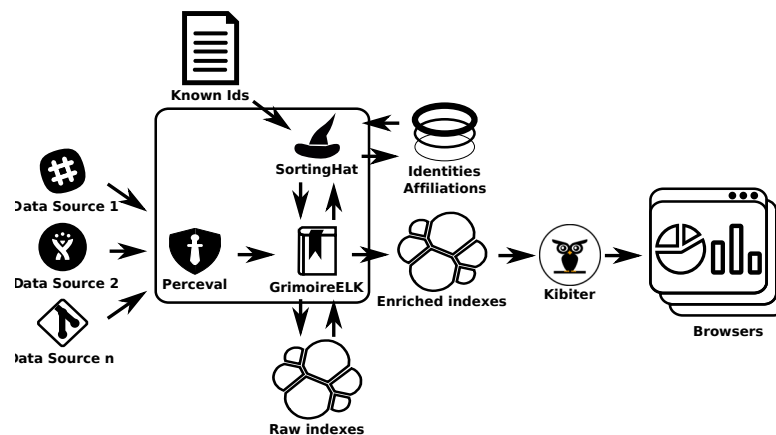 Known Ids
SortingHat
Identities
Affiliations
Data Source 1
Data Source 2
Data Source n
Perceval
GrimoireELK
Enriched indexes
Kibiter
Browsers
Raw indexes